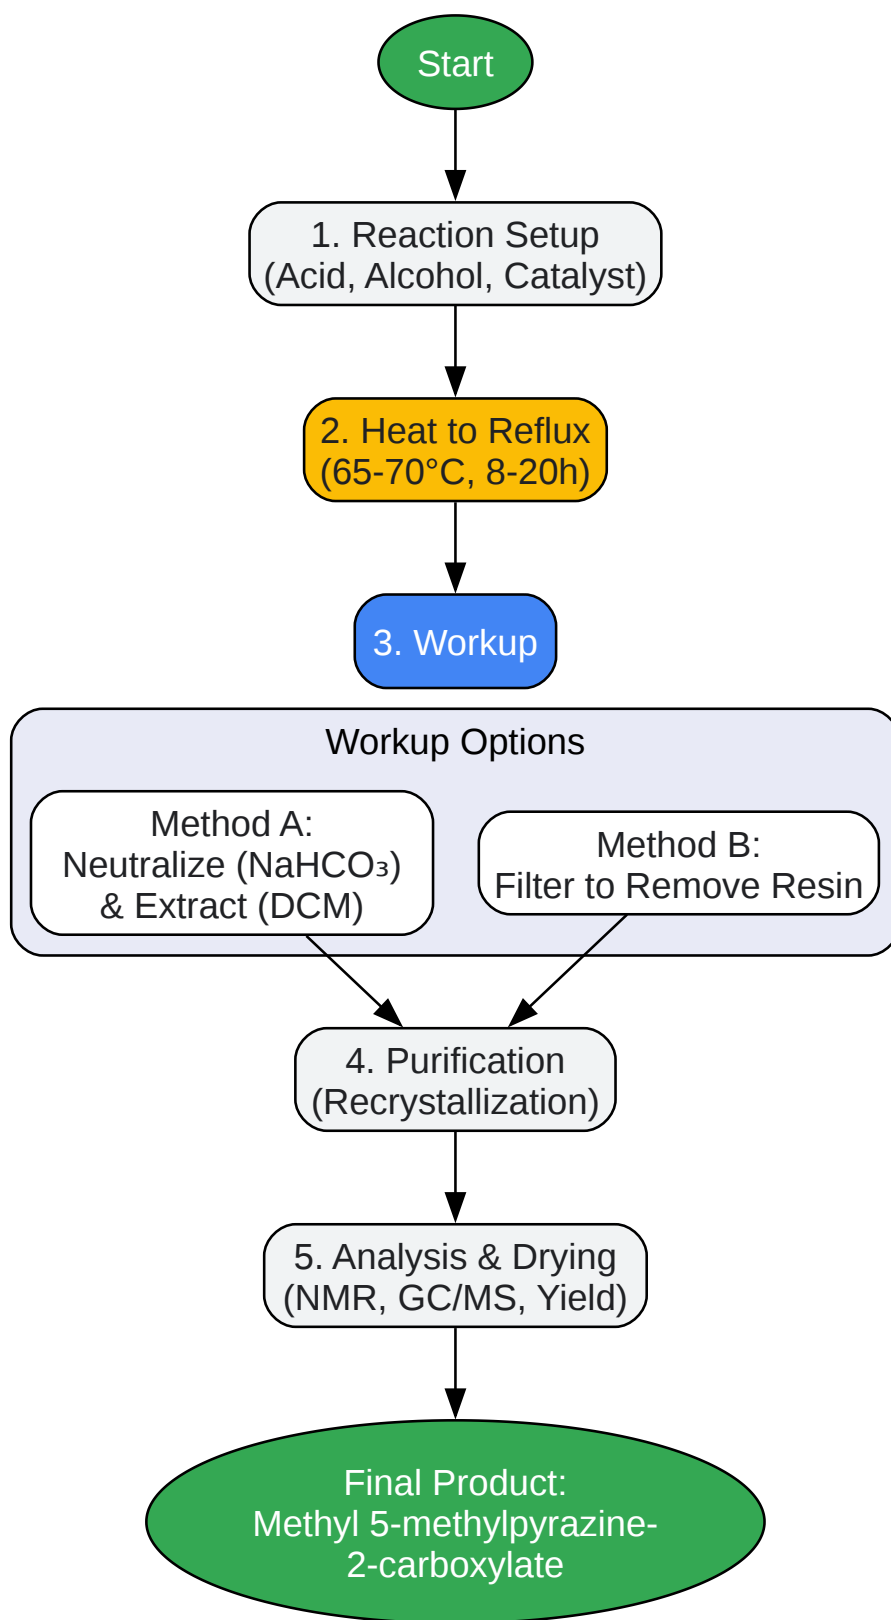 Start
1. Reaction Setup
(Acid, Alcohol, Catalyst)
2. Heat to Reflux
(65-70°C, 8-20h)
3. Workup
Workup Options
Method A:
Neutralize (NaHCO₃)
& Extract (DCM)
Method B:
Filter to Remove Resin
4. Purification
(Recrystallization)
5. Analysis & Drying
(NMR, GC/MS, Yield)
Final Product:
Methyl 5-methylpyrazine-
2-carboxylate